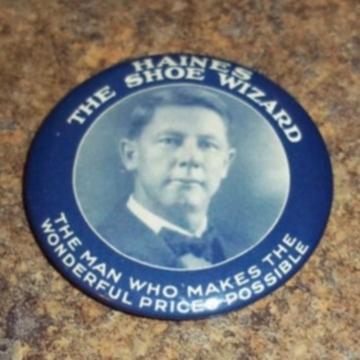 HAINES
THE SHOE WIZARD
THE MAN WHO MAKES THE
WONDERFUL PRICES POSSIBLE